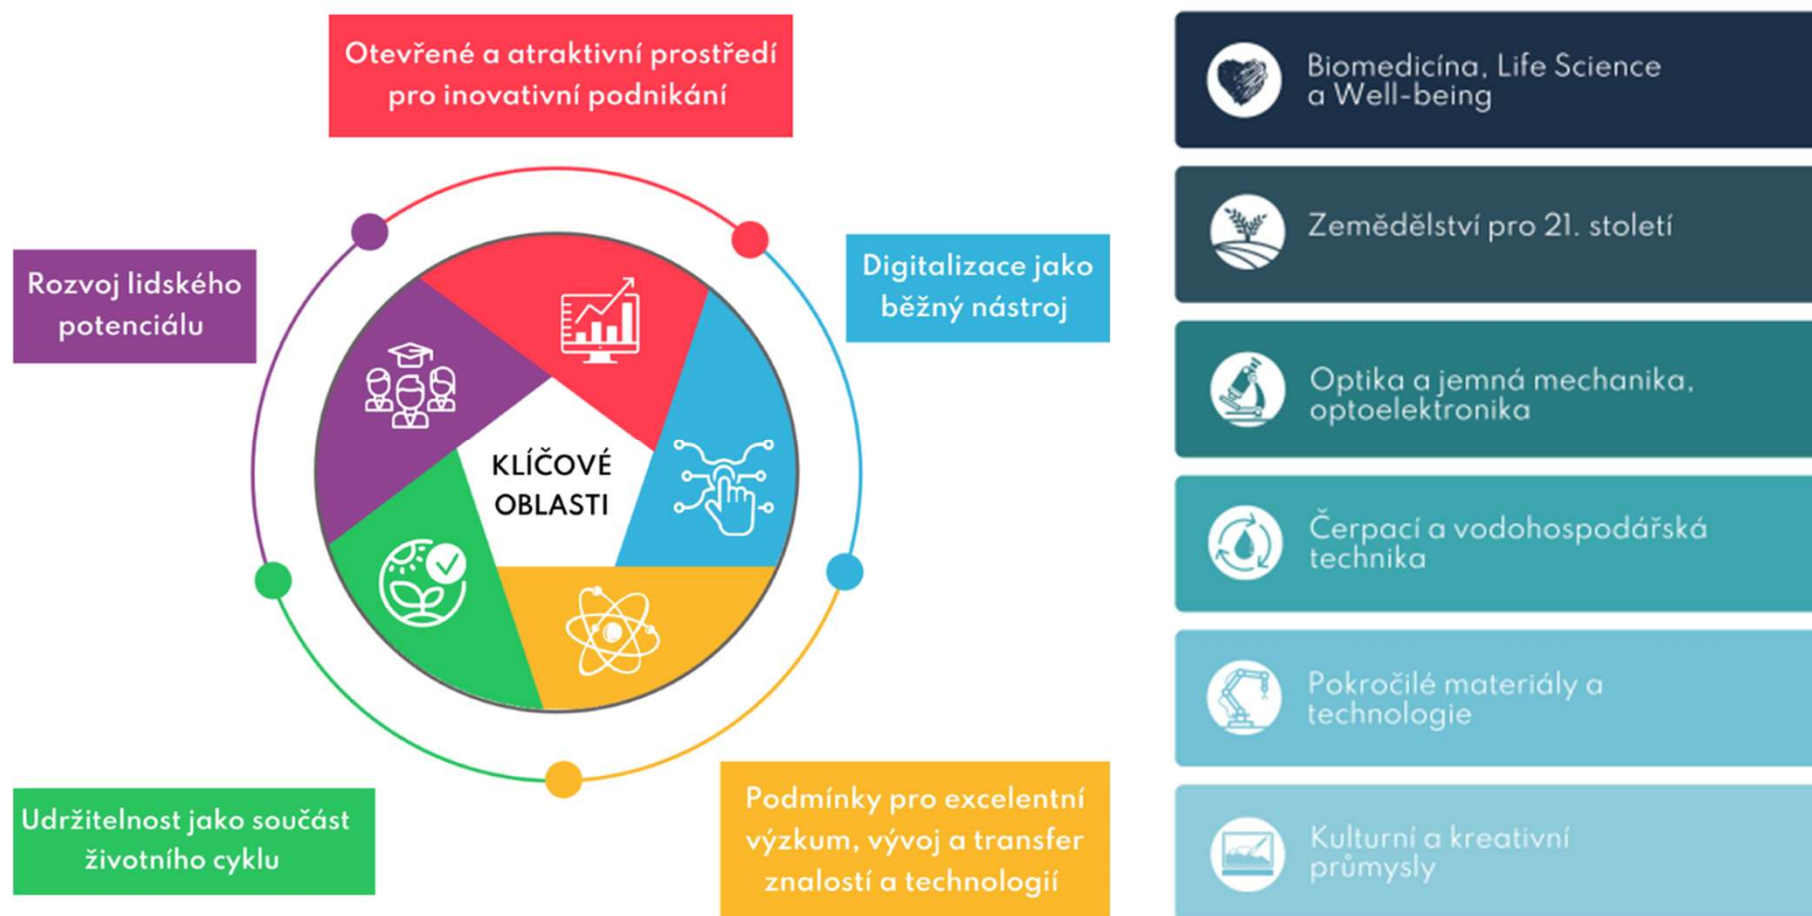 Otevřené a atraktivní prostředí
pro inovativní podnikání
Rozvoj lidského
potenciálu
Digitalizace jako
běžný nástroj
KLÍČOVÉ
OBLASTI
Udržitelnost jako součást
životního cyklu
Podmínky pro excelentní
výzkum, vývoj a transfer
znalostí a technologií
Biomedicína, Life Science
a Well-being
Zemědělství pro 21. století
Optika a jemná mechanika,
optoelektronika
Čerpací a vodohospodářská
technika
Pokročilé materiály a
technologie
Kulturní a kreativní
průmysly